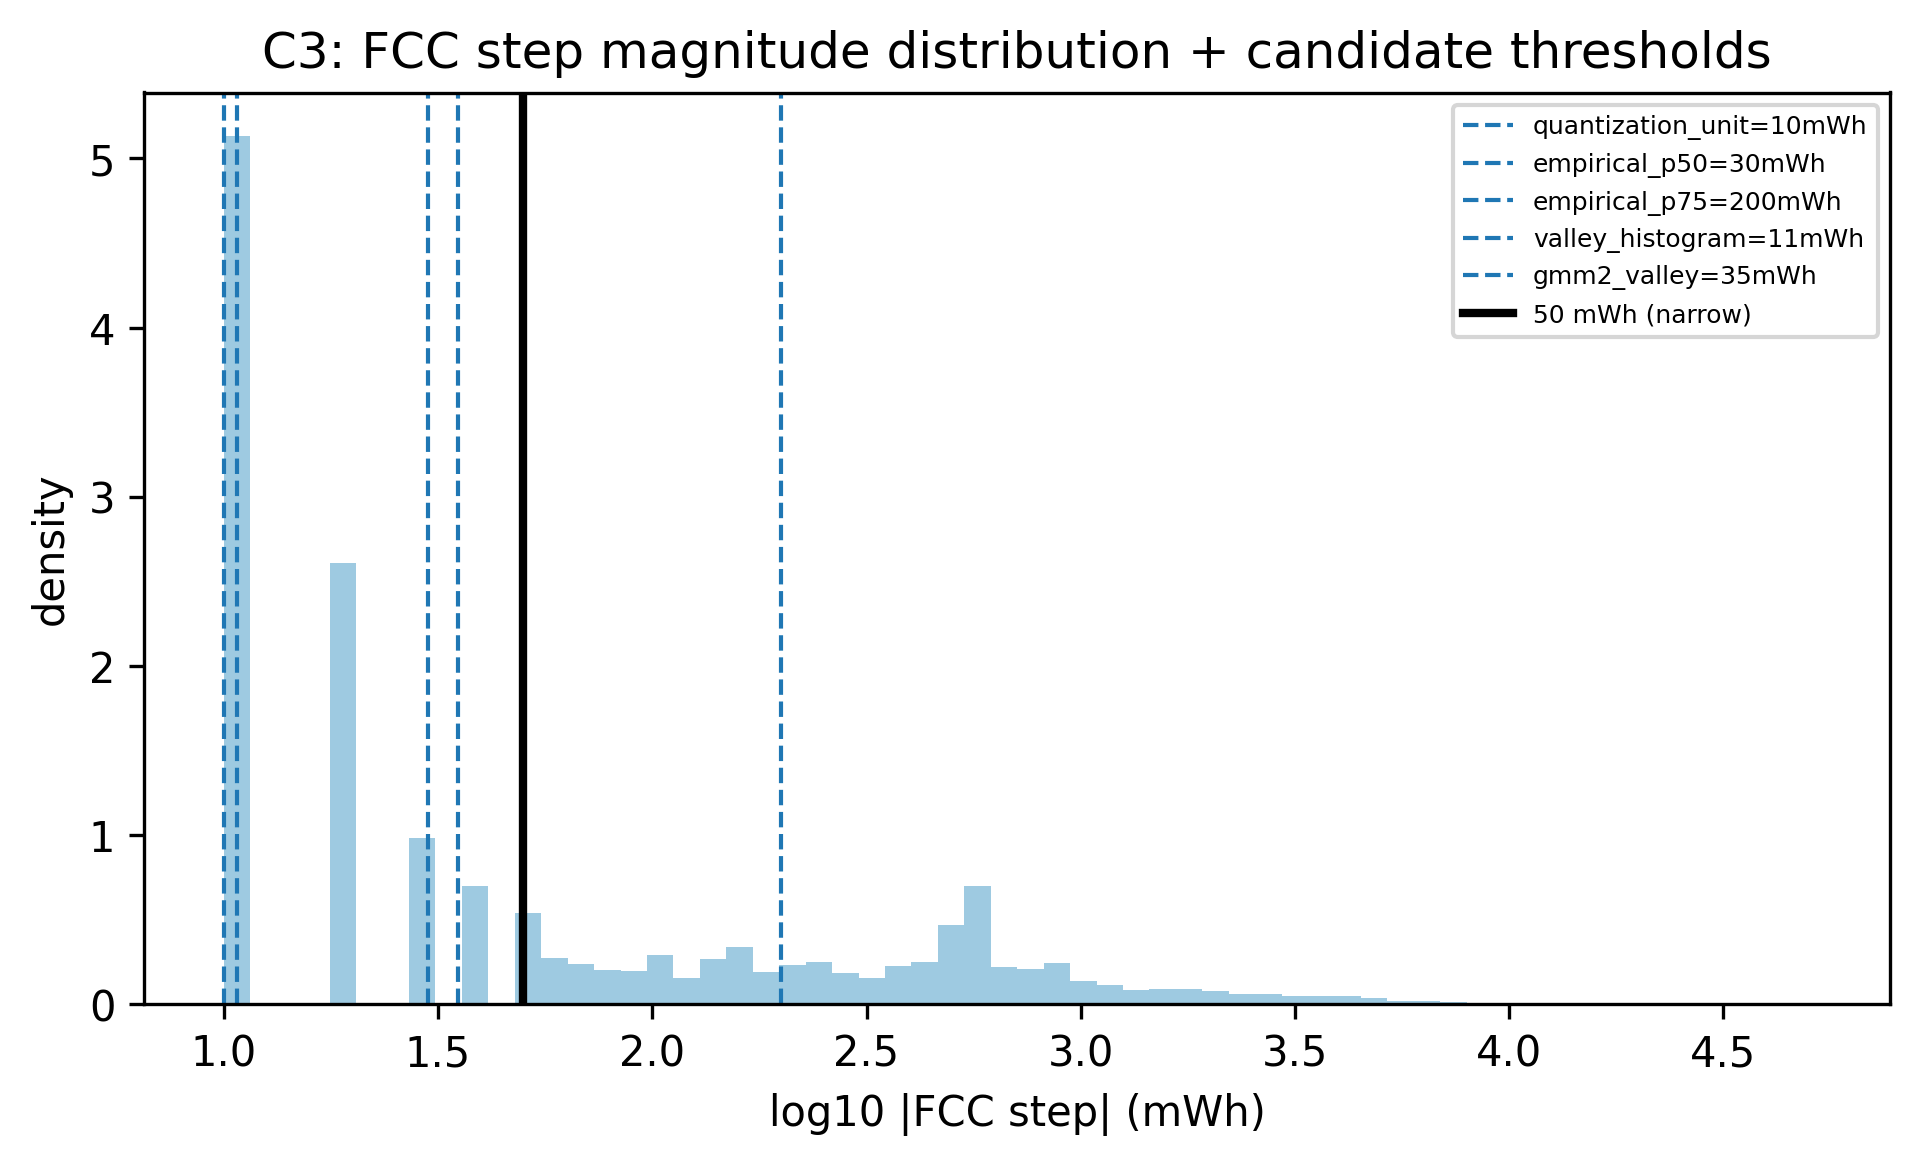 C3: FCC step magnitude distribution + candidate thresholds
quantization_unit=10mWh
empirical_p50=30mWh
empirical_p75=200mWh
valley_histogram=11mWh
gmm2_valley=35mWh
50 mWh (narrow)
density
5
4
3
2
1
0
1.0 1.5 2.0 2.5 3.0 3.5 4.0 4.5
log10 |FCC step| (mWh)